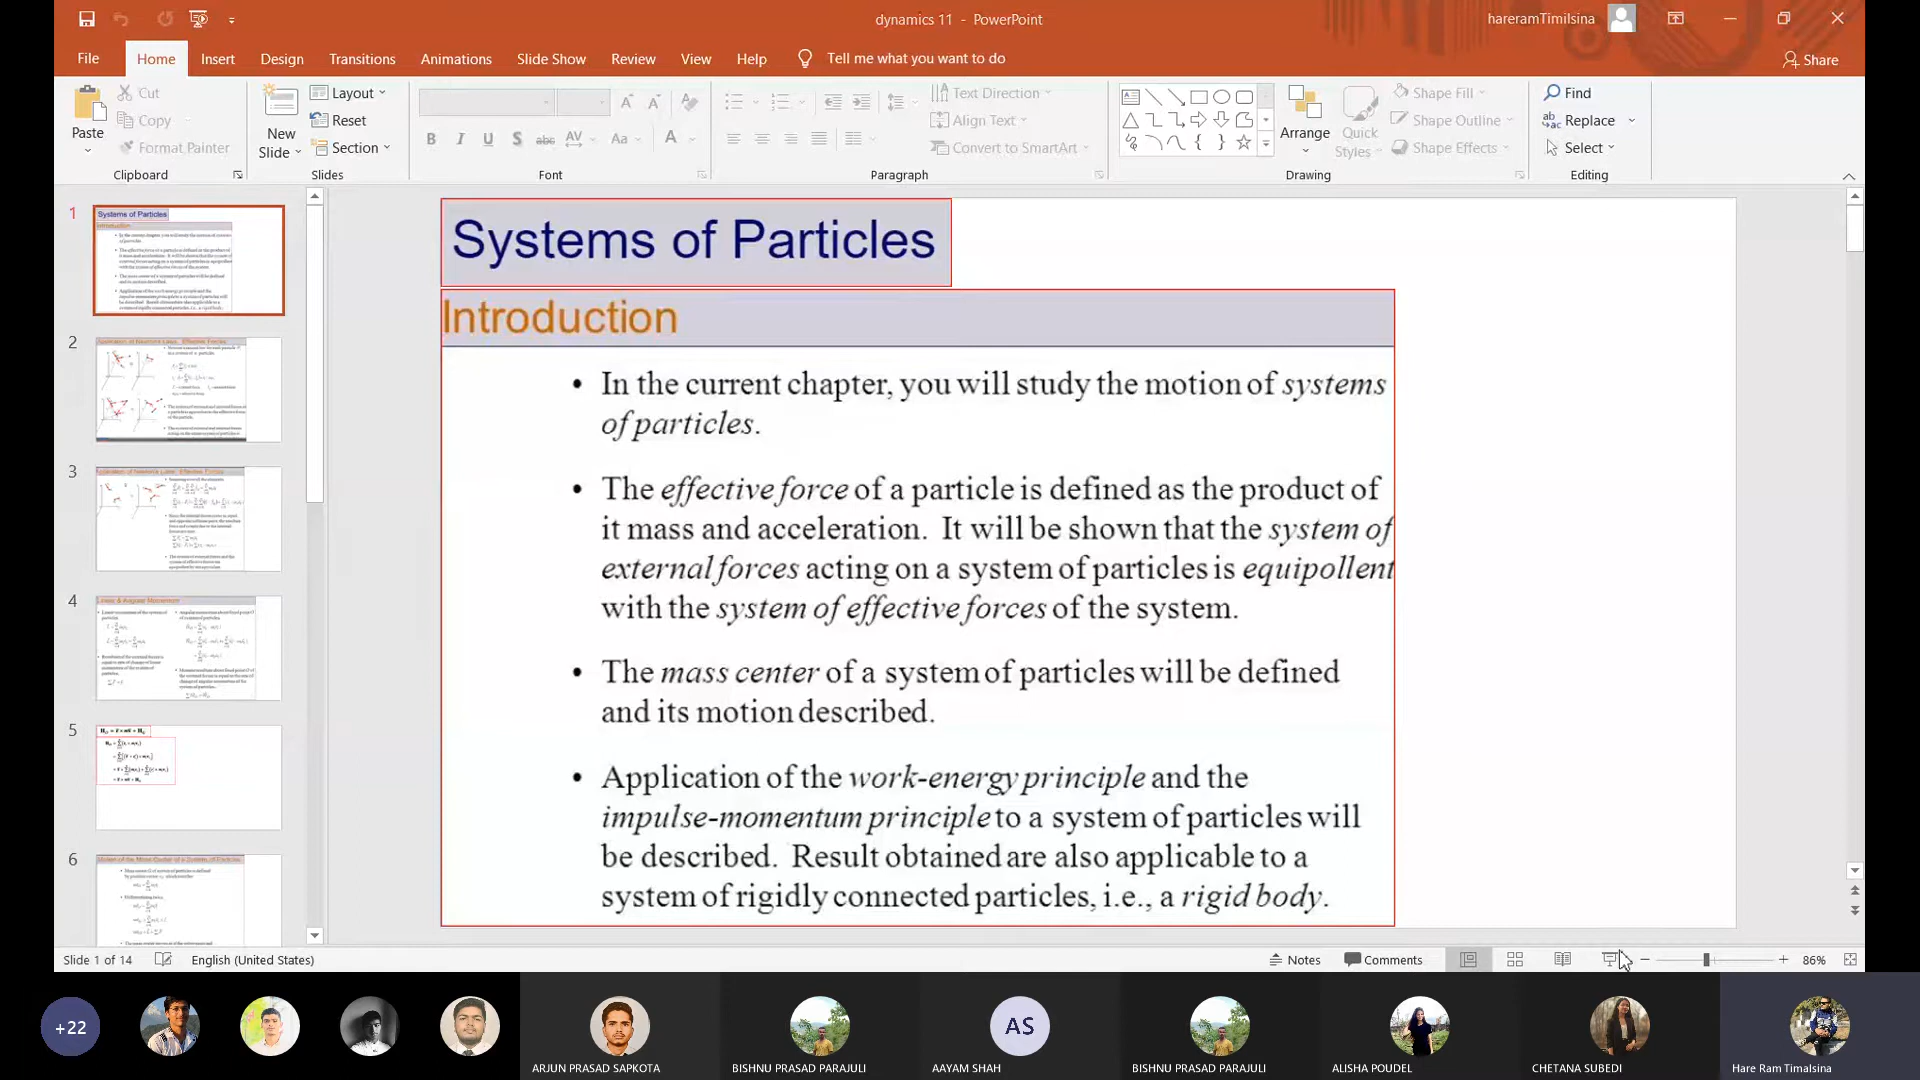 dynamics 11 - PowerPoint
hareramTimilsina
File Home Insert Design Transitions Animations Slide Show Review View Help Tell me what you want to do Share
Paste
Cut
Copy
Format Painter
Clipboard
New Slide
Layout
Reset
Section
Slides
Font
Text Direction
Align Text
Convert to SmartArt
Paragraph
Arrange
Quick Styles
Shape Fill
Shape Outline
Shape Effects
Drawing
Find
Replace
Select
Editing
1
2
3
4
5
6
Systems of Particles
Introduction
• In the current chapter, you will study the motion of systems
of particles.
• The effective force of a particle is defined as the product of
it mass and acceleration. It will be shown that the system of
external forces acting on a system of particles is equipollent
with the system of effective forces of the system.
• The mass center of a system of particles will be defined
and its motion described.
• Application of the work-energy principle and the
impulse-momentum principle to a system of particles will
be described. Result obtained are also applicable to a
system of rigidly connected particles, i.e., a rigid body.
Slide 1 of 14 English (United States) Notes Comments 86%
+22
AS
ARJUN PRASAD SAPKOTA
BISHNU PRASAD PARAJULI
AAYAM SHAH
BISHNU PRASAD PARAJULI
ALISHA POUDEL
CHETANA SUBEDI
Hare Ram Timalsina